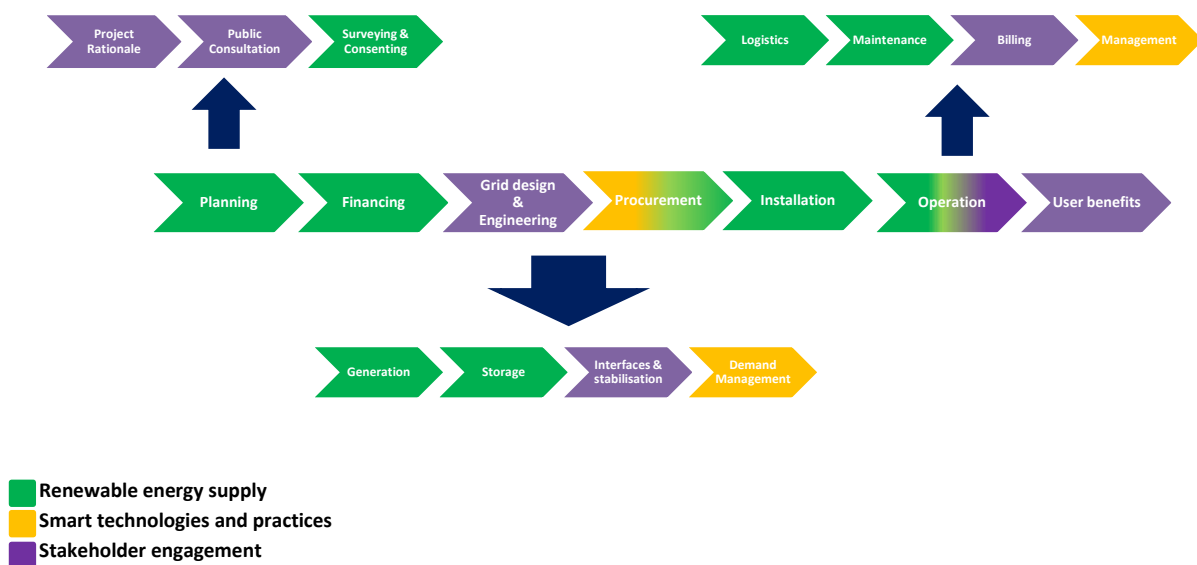 Project
Rationale
Public
Consultation
Surveying &
Consenting
Logistics
Maintenance
Billing
Management
Planning
Financing
Grid design
&
Engineering
Procurement
Installation
Operation
User benefits
Generation
Storage
Interfaces &
stabilisation
Demand
Management
Renewable energy supply
Smart technologies and practices
Stakeholder engagement